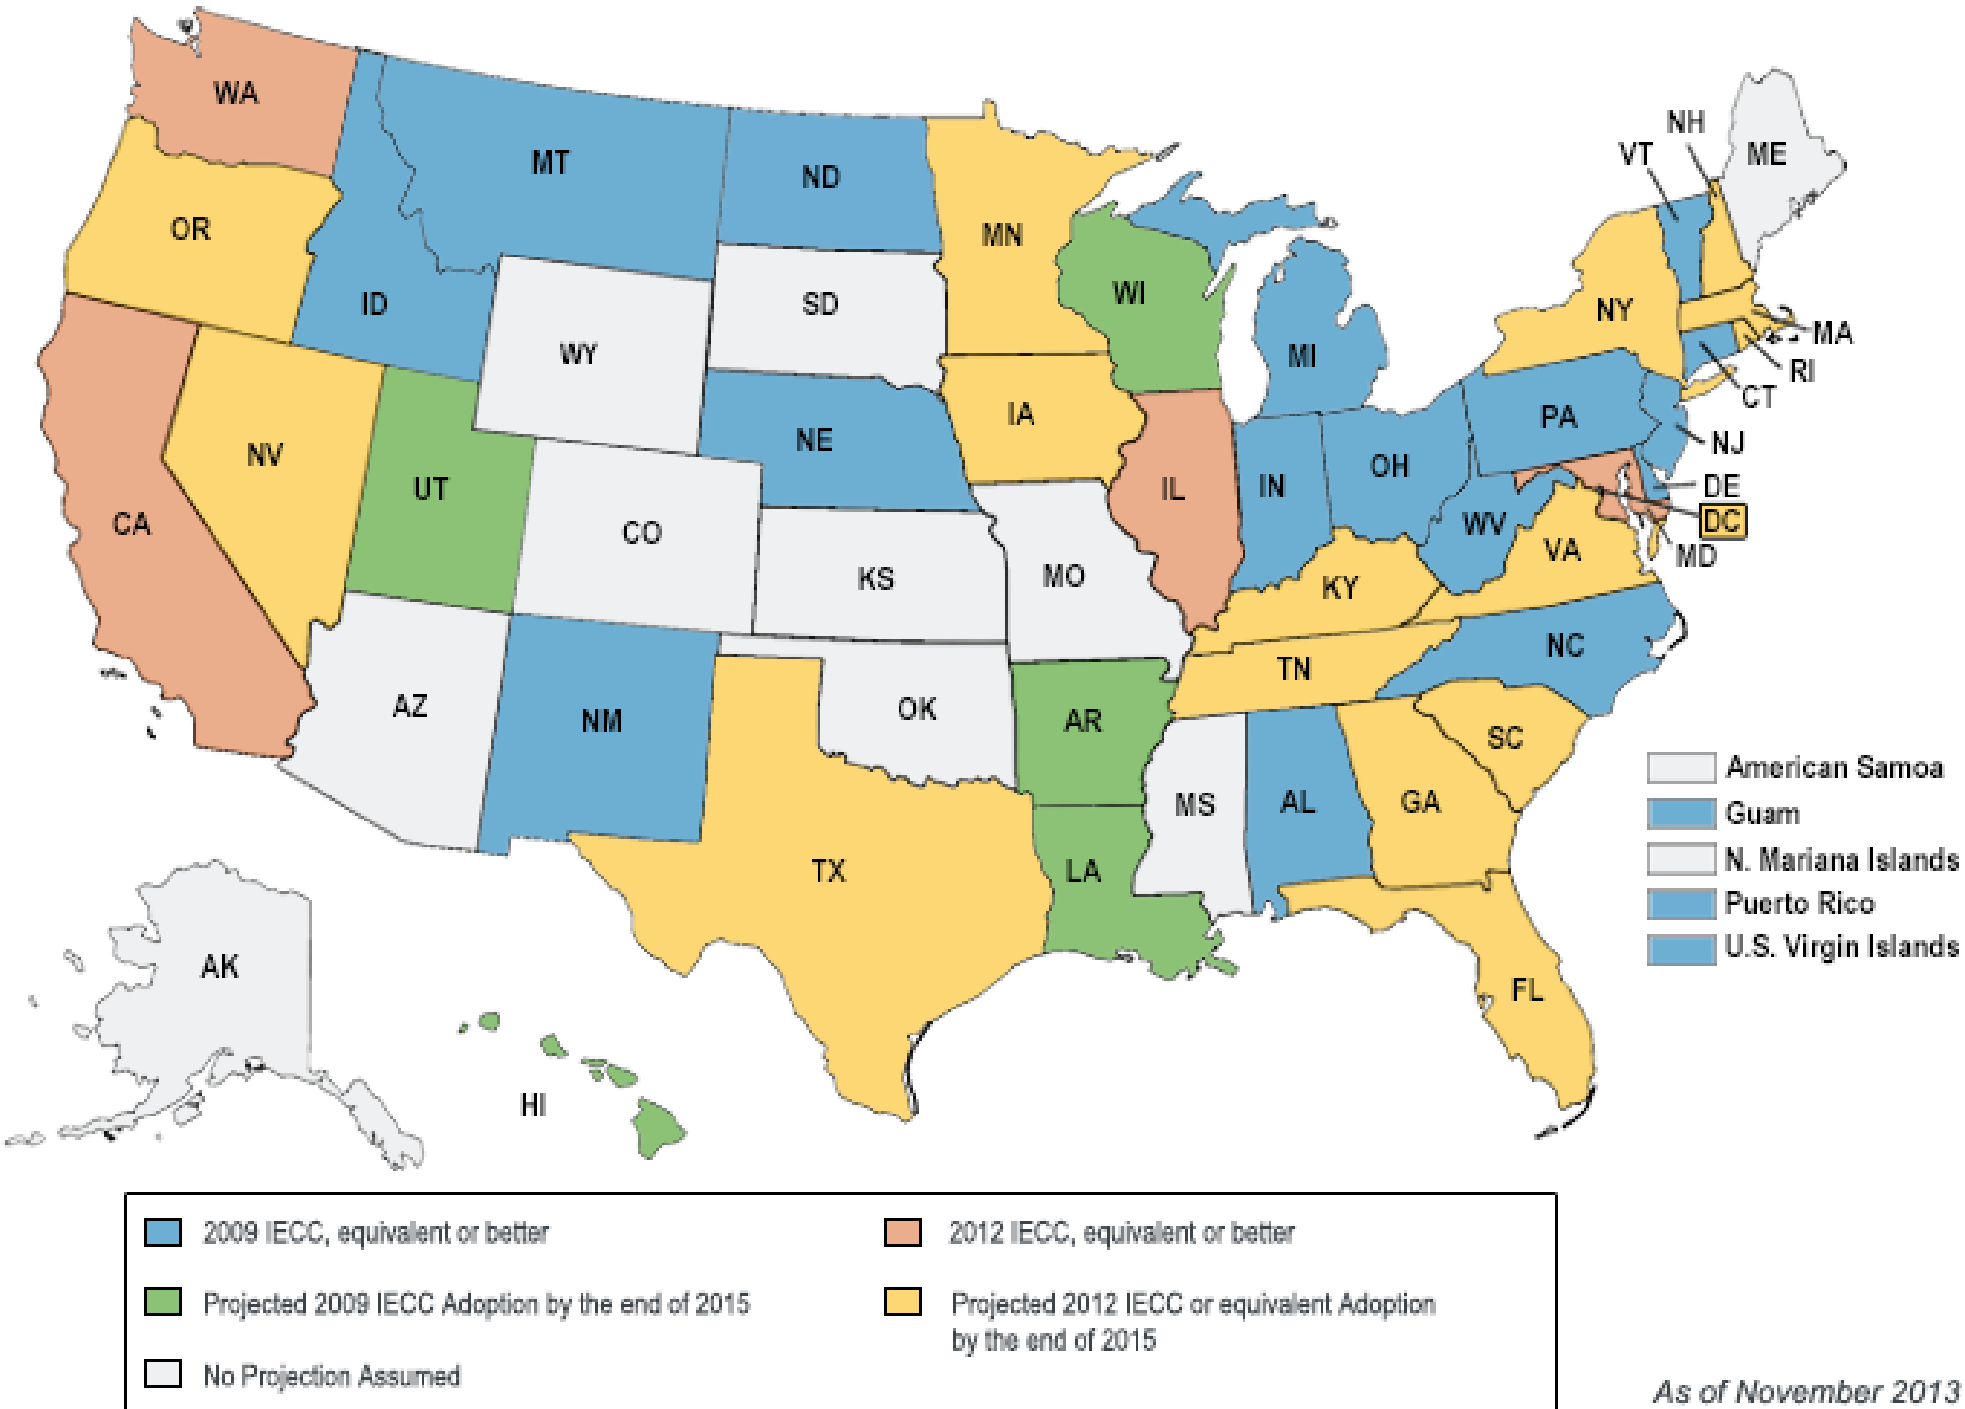 WA
MT
ND
NH
VT
ME
OR
MN
ID
SD
WI
NY
MA
WY
MI
RI
CT
IA
PA
NE
NJ
NV
OH
UT
IL
IN
DE
CA
CO
WV
DC
VA
MD
KS
MO
KY
NC
TN
AZ
NM
OK
AR
SC
American Samoa
MS
AL
GA
Guam
TX
LA
N. Mariana Islands
Puerto Rico
U.S. Virgin Islands
AK
FL
HI
2009 IECC, equivalent or better
2012 IECC, equivalent or better
Projected 2009 IECC Adoption by the end of 2015
Projected 2012 IECC or equivalent Adoption
by the end of 2015
No Projection Assumed
As of November 2013